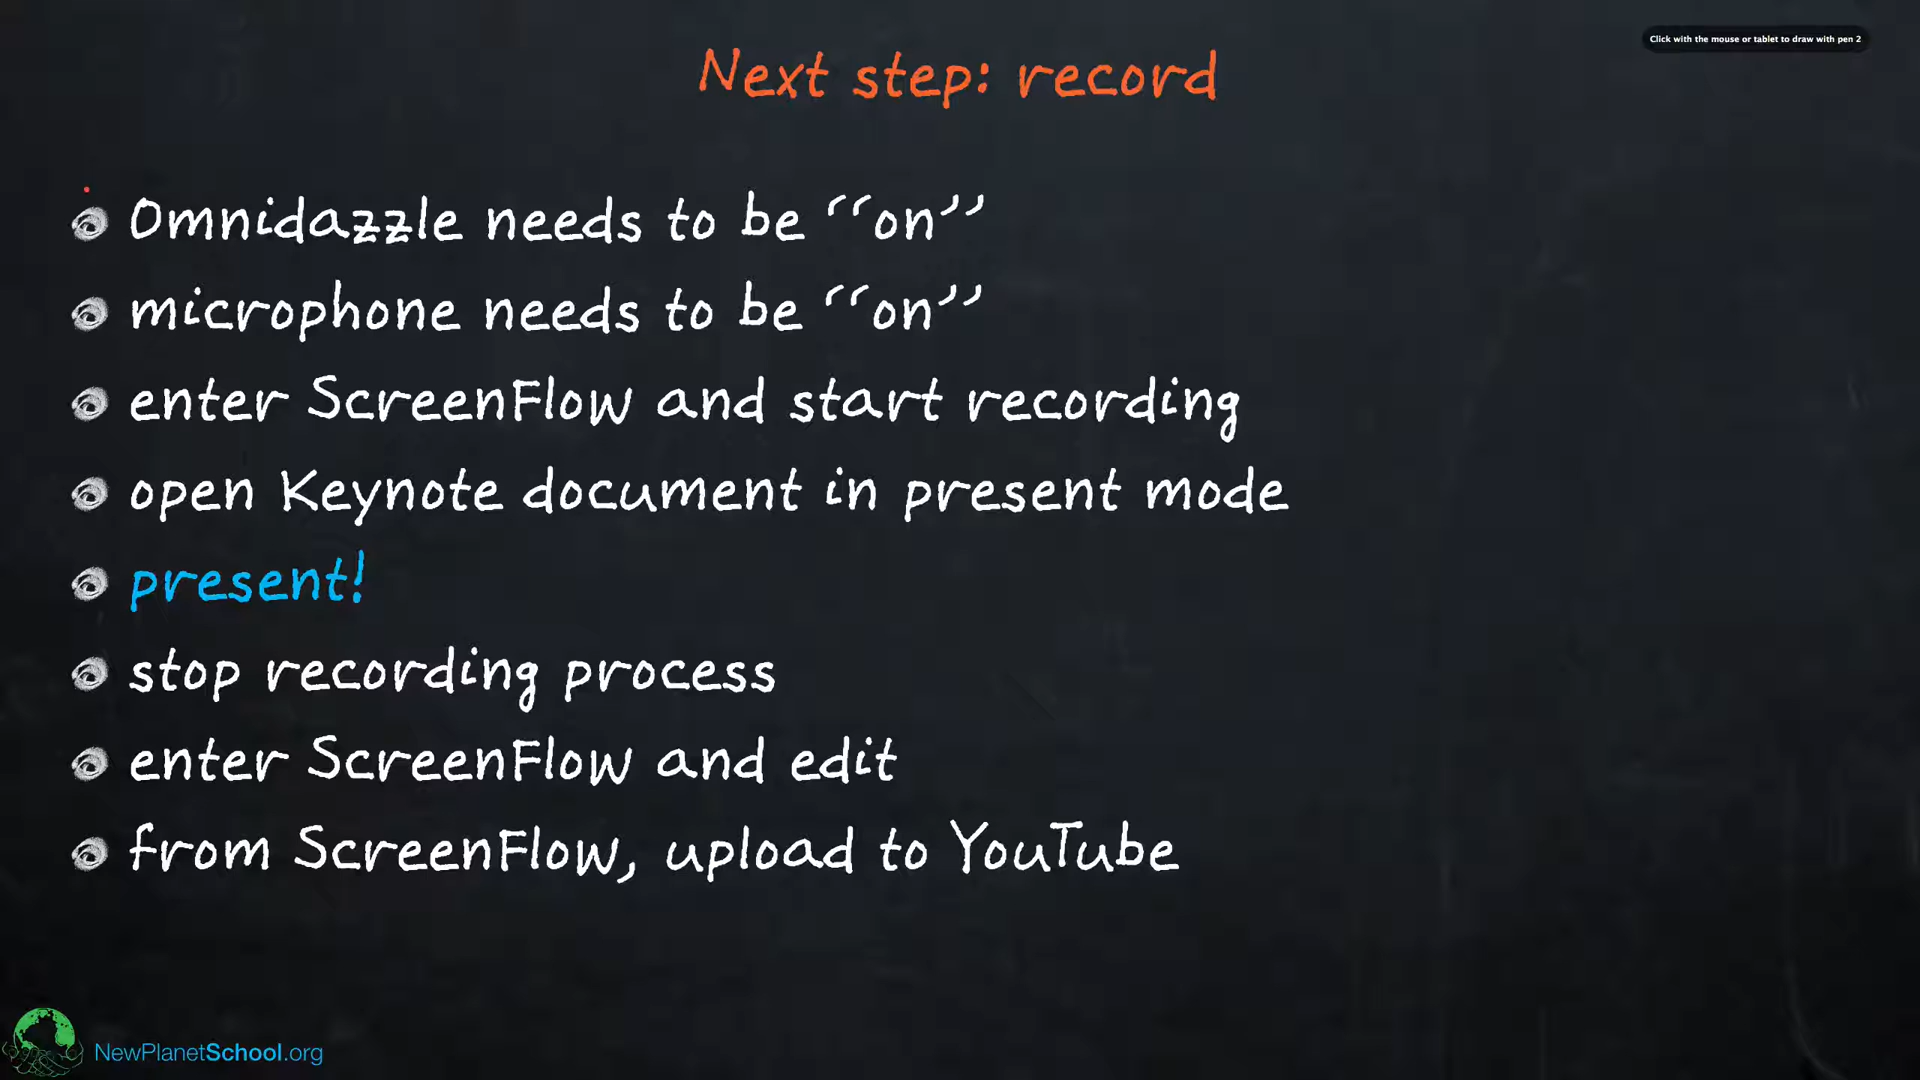 Click with the mouse or tablet to draw with pen 2
Next step: record
Omnidazzle needs to be “on”
microphone needs to be “on”
enter ScreenFlow and start recording
open Keynote document in present mode
present!
stop recording process
enter ScreenFlow and edit
from ScreenFlow, upload to YouTube
NewPlanetSchool.org